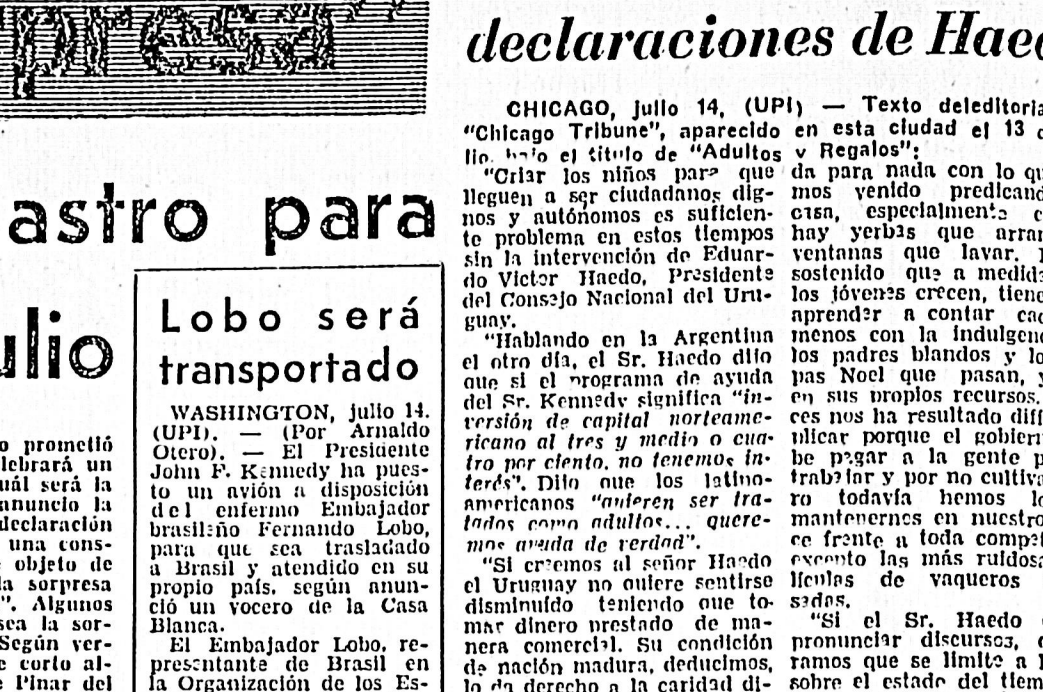 prensa
astro para
ulio
o prometió
lebrará un
uál será la
anuncio la
declaración
una cons-
objeto de
la sorpresa
". Algunos
sea la sor-
Según ver-
e corto al-
e Pinar del
Lobo será
transportado
WASHINGTON, julio 14.
(UPI). — (Por Arnaldo
Otero). — El Presidente
John F. Kennedy ha pues-
to un avión a disposición
del enfermo Embajador
brasileño Fernando Lobo,
para que sea trasladado
a Brasil y atendido en su
propio país, según anun-
ció un vocero de la Casa
Blanca.
El Embajador Lobo, re-
presentante de Brasil en
la Organización de los Es-
declaraciones de Haed
CHICAGO, julio 14, (UPI) — Texto deleditoria
"Chicago Tribune", aparecido en esta ciudad el 13 d
lio, bajo el título de "Adultos y Regalos":
"Criar los niños para que
lleguen a ser ciudadanos dig-
nos y autónomos es suficien-
te problema en estos tiempos
sin la intervención de Eduar-
do Víctor Haedo, Presidente
del Consejo Nacional del Uru-
guay.
"Hablando en la Argentina
el otro día, el Sr. Haedo dijo
que si el programa de ayuda
del Sr. Kennedy significa "in-
versión de capital norteame-
ricano al tres y medio o cua-
tro por ciento, no tenemos in-
terés". Dijo que los latino-
americanos "quieren ser tra-
tados como adultos... quere-
mos ayuda de verdad".
"Si creemos al señor Haedo
el Uruguay no quiere sentirse
disminuído teniendo que to-
mar dinero prestado de ma-
nera comercial. Su condición
de nación madura, deducimos,
lo da derecho a la caridad di-
da para nada con lo qu
mos venido predicand
casa, especialmente c
hay yerbas que arran
ventanas que lavar.
sostenido que a medida
los jóvenes crecen, tiene
aprender a contar cad
menos con la indulgenc
los padres blandos y lo
pas Noel que pasan, y
en sus propios recursos.
ces nos ha resultado difí
plicar porque el gobiern
be pagar a la gente p
trabajar y por no cultiva
ro todavía hemos lo
mantenernos en nuestro
ce frente a toda compet
excepto las más ruidosa
lículas de vaqueros
sadas.
"Si el Sr. Haedo
pronunciar discursos,
ramos que se limite a
sobre el estado del tiem